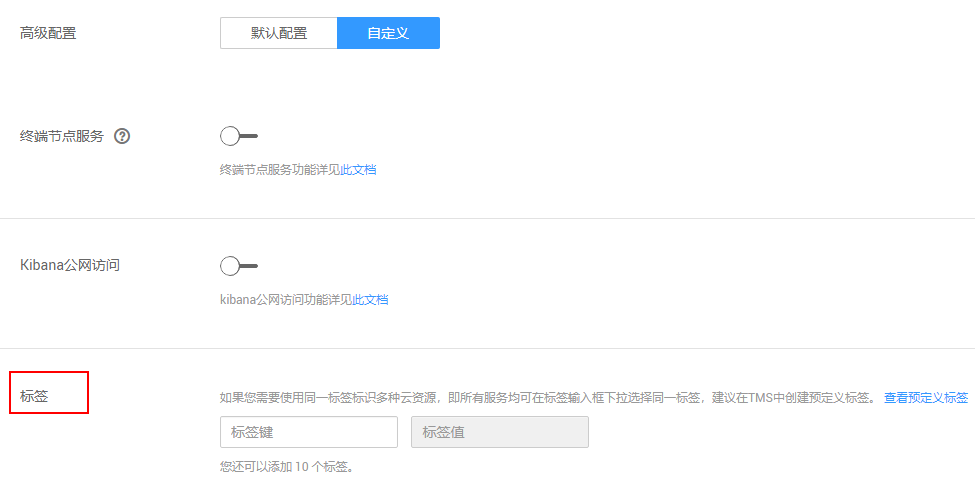 高级配置 默认配置 自定义
终端节点服务 ?
终端节点服务功能详见此文档
Kibana公网访问
kibana公网访问功能详见此文档
标签 如果您需要使用同一标签标识多种云资源，即所有服务均可在标签输入框下拉选择同一标签，建议在TMS中创建预定义标签。 查看预定义标签
标签键 标签值
您还可以添加 10 个标签。